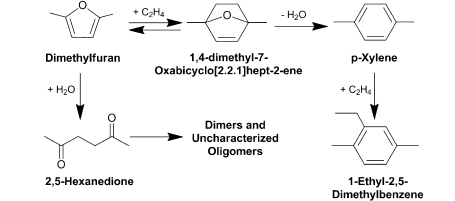 O
+ C₂H₄
O
- H₂O
Dimethylfuran
1,4-dimethyl-7-
Oxabicyclo[2.2.1]hept-2-ene
p-Xylene
+ H₂O
+ C₂H₄
O
O
Dimers and
Uncharacterized
Oligomers
2,5-Hexanedione
1-Ethyl-2,5-
Dimethylbenzene